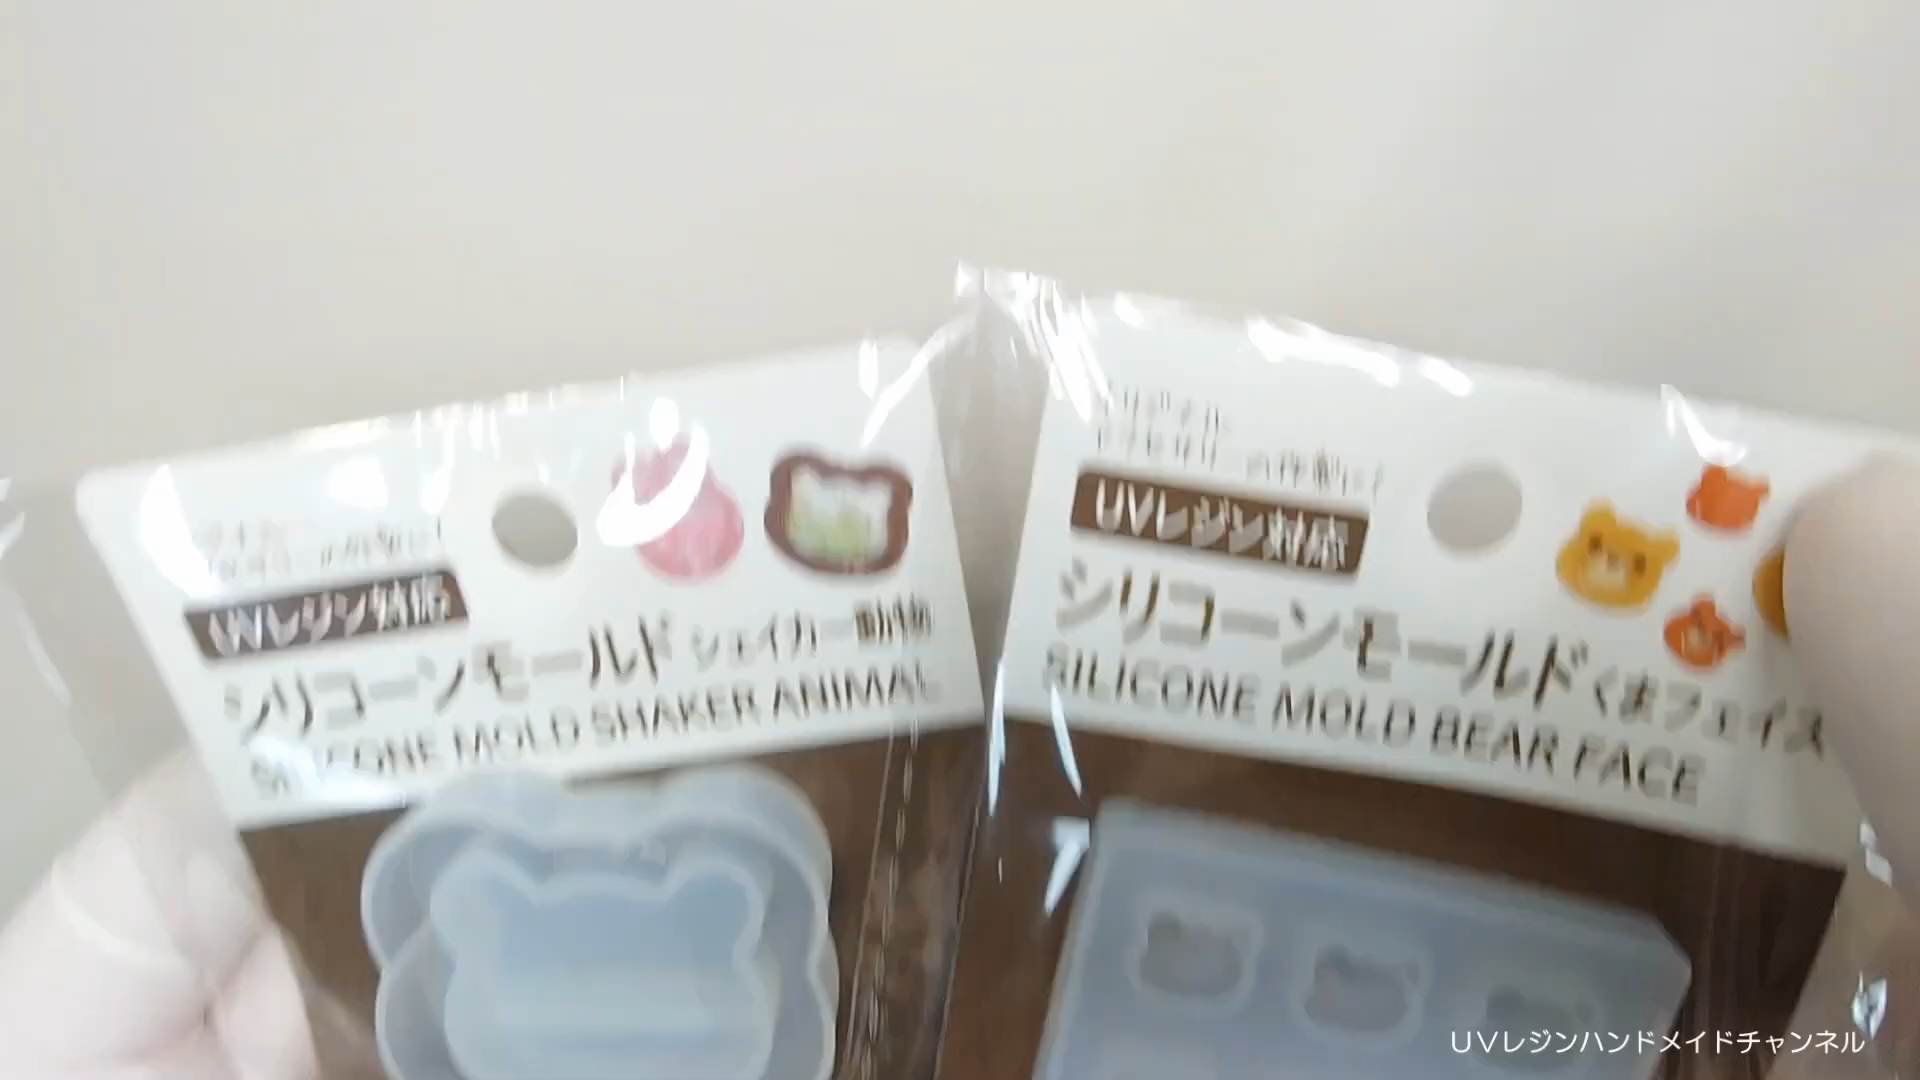 UVレジン対応
シリコーンモールド シェイカー動物
SILICONE MOLD SHAKER ANIMAL
UVレジン対応
シリコーンモールド くまフェイス
SILICONE MOLD BEAR FACE
UVレジンハンドメイドチャンネル